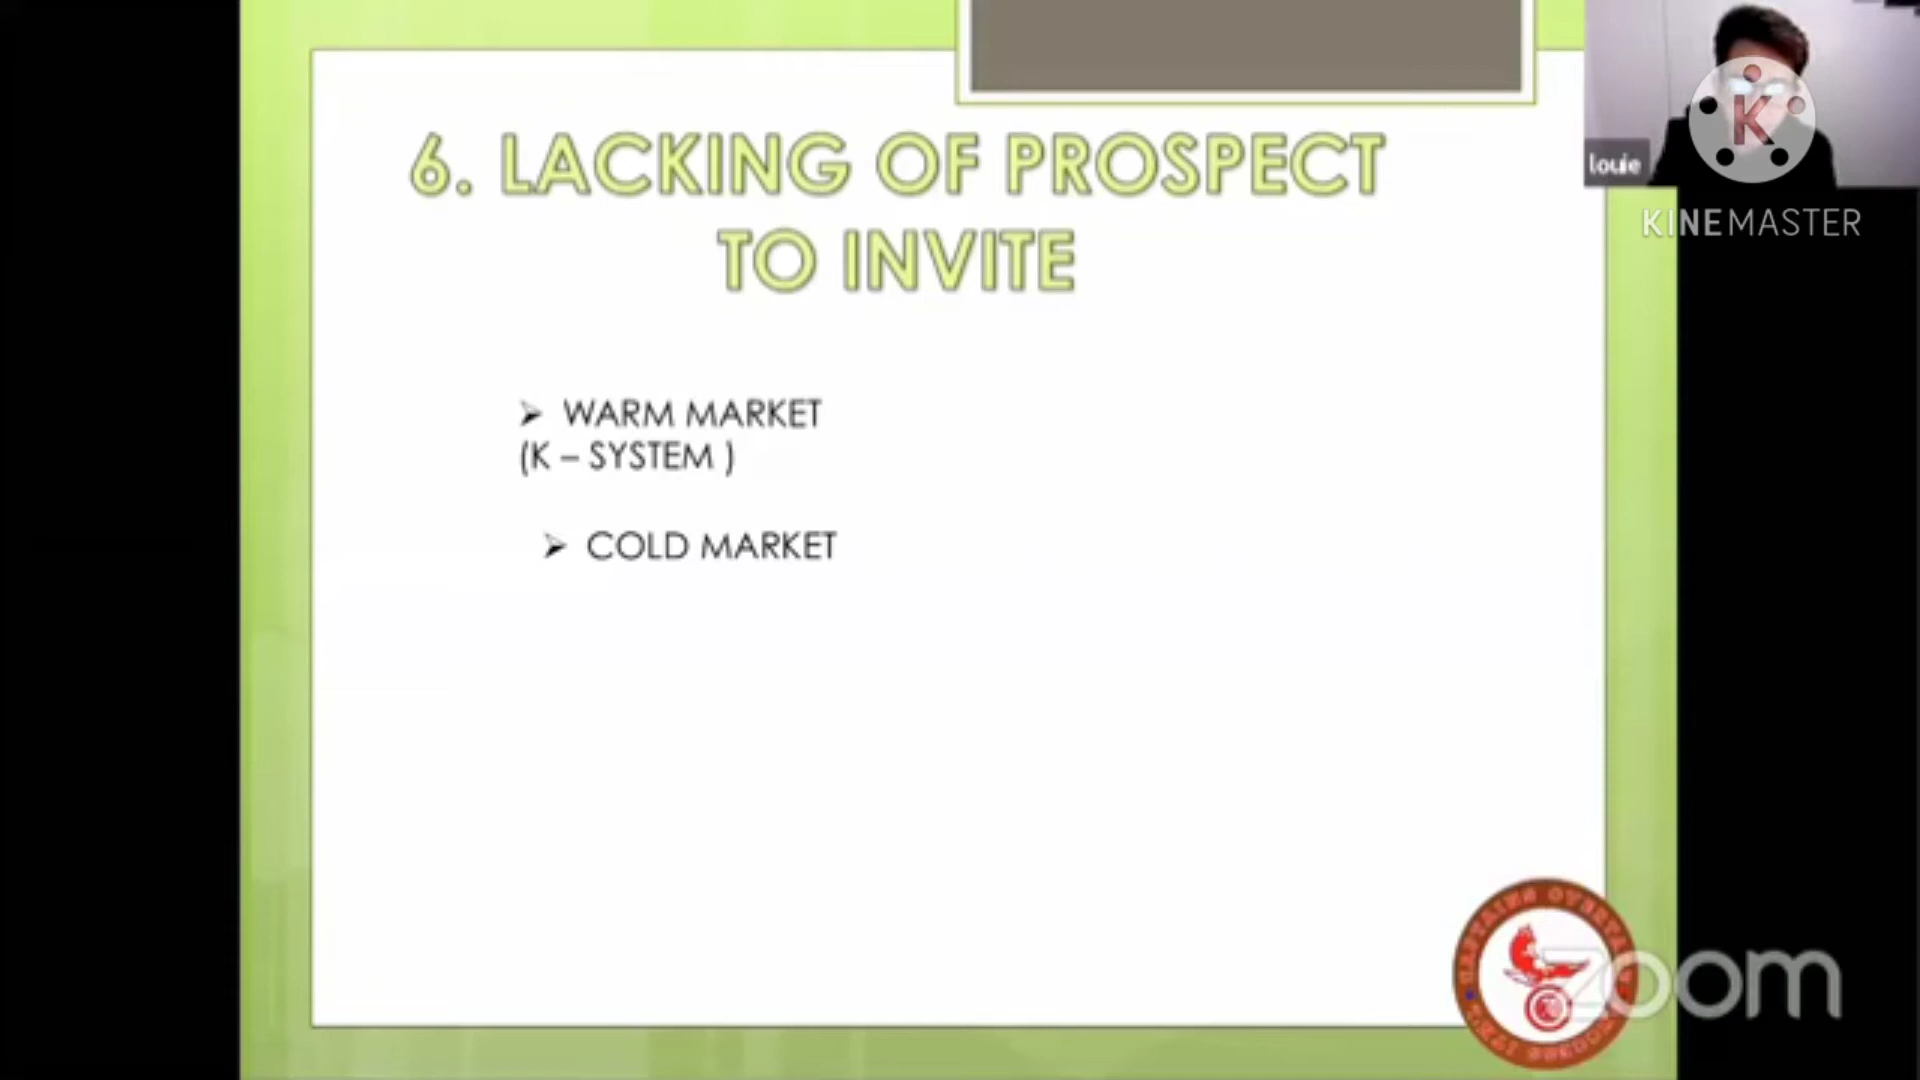 6. LACKING OF PROSPECT
TO INVITE
louie
KINEMASTER
➢ WARM MARKET
(K – SYSTEM )
➢ COLD MARKET
zoom